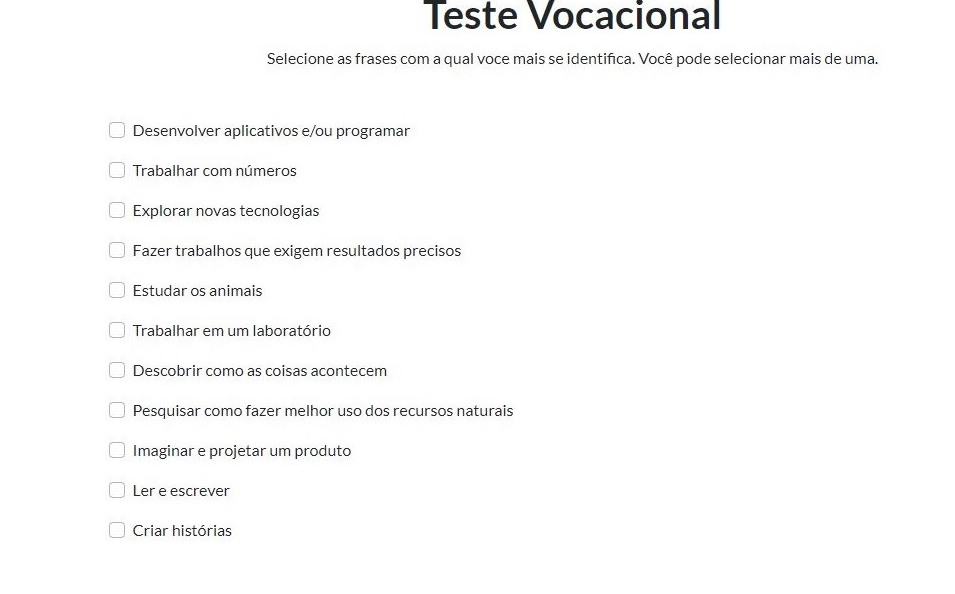 Teste Vocacional
Selecione as frases com a qual voce mais se identifica. Você pode selecionar mais de uma.
Desenvolver aplicativos e/ou programar
Trabalhar com números
Explorar novas tecnologias
Fazer trabalhos que exigem resultados precisos
Estudar os animais
Trabalhar em um laboratório
Descobrir como as coisas acontecem
Pesquisar como fazer melhor uso dos recursos naturais
Imaginar e projetar um produto
Ler e escrever
Criar histórias